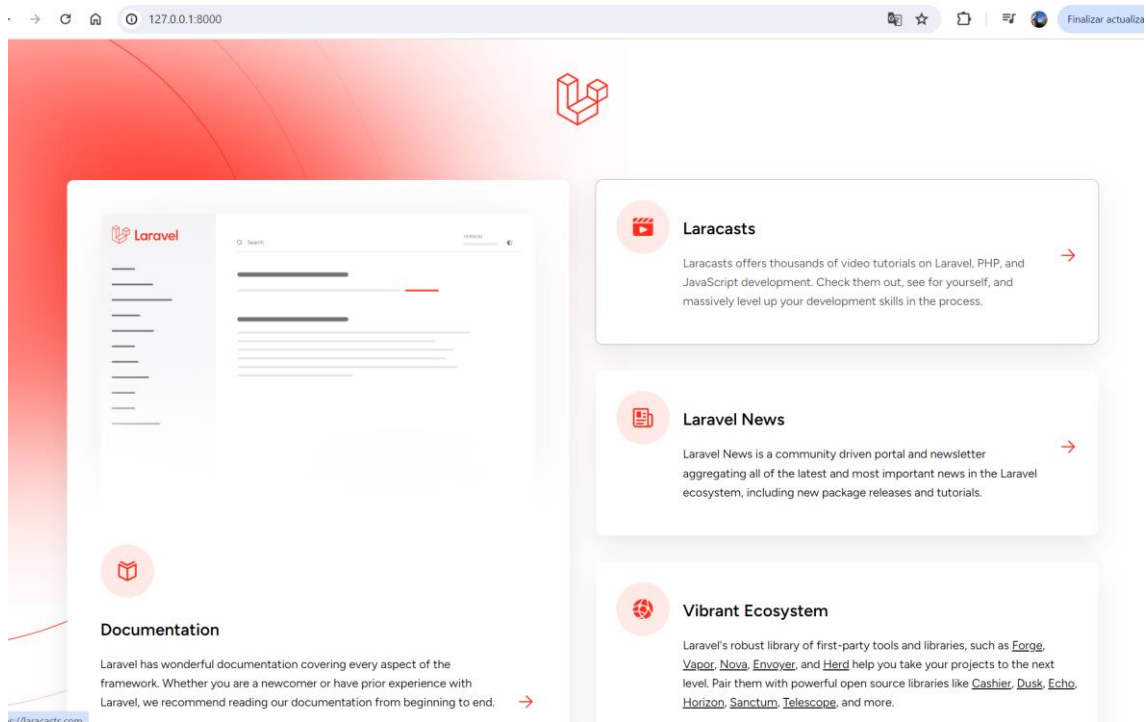 127.0.0.1:8000
Finalizar actualiza
Laravel
Search
VERSION
Documentation
Laravel has wonderful documentation covering every aspect of the
framework. Whether you are a newcomer or have prior experience with
Laravel, we recommend reading our documentation from beginning to end.
Laracasts
Laracasts offers thousands of video tutorials on Laravel, PHP, and
JavaScript development. Check them out, see for yourself, and
massively level up your development skills in the process.
Laravel News
Laravel News is a community driven portal and newsletter
aggregating all of the latest and most important news in the Laravel
ecosystem, including new package releases and tutorials.
Vibrant Ecosystem
Laravel's robust library of first-party tools and libraries, such as Forge,
Vapor, Nova, Envoyer, and Herd help you take your projects to the next
level. Pair them with powerful open source libraries like Cashier, Dusk, Echo,
Horizon, Sanctum, Telescope, and more.
s://laracasts.com